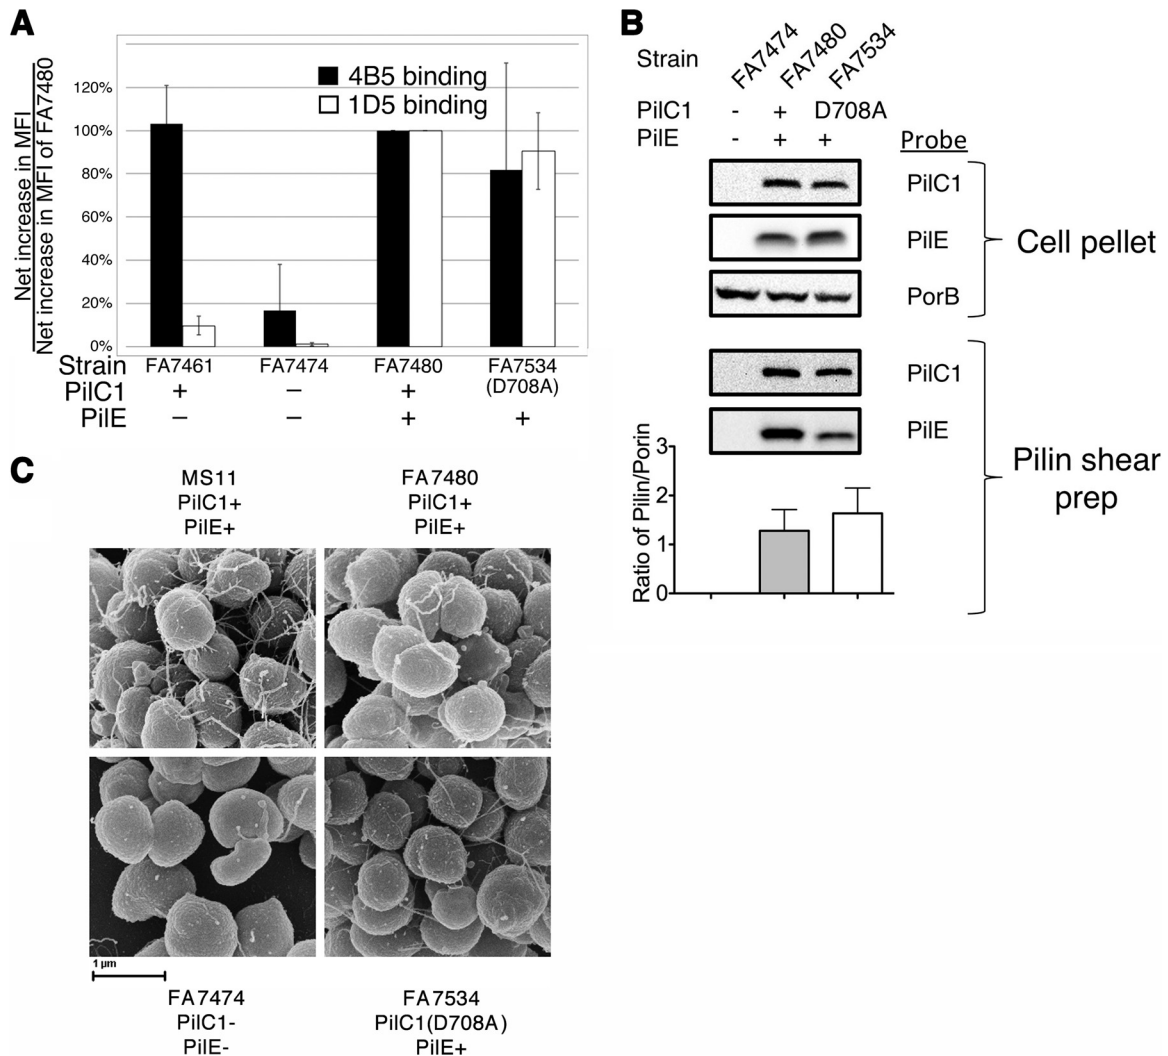 A
Net increase in MFI
Net increase in MFI of FA7480
120%
100%
80%
60%
40%
20%
0%
4B5 binding
1D5 binding
Strain FA7461 FA7474 FA7480 FA7534
(D708A)
PilC1 + – +
PilE – – + +
B
Strain FA7474 FA7480 FA7534
PilC1 - + D708A
PilE - + +
Probe
PilC1
PilE
PorB
Cell pellet
PilC1
PilE
Pilin shear
prep
Ratio of Pilin/Porin
3
2
1
0
C
MS11
PilC1+
PilE+
FA7480
PilC1+
PilE+
1 µm
FA7474
PilC1-
PilE-
FA7534
PilC1(D708A)
PilE+